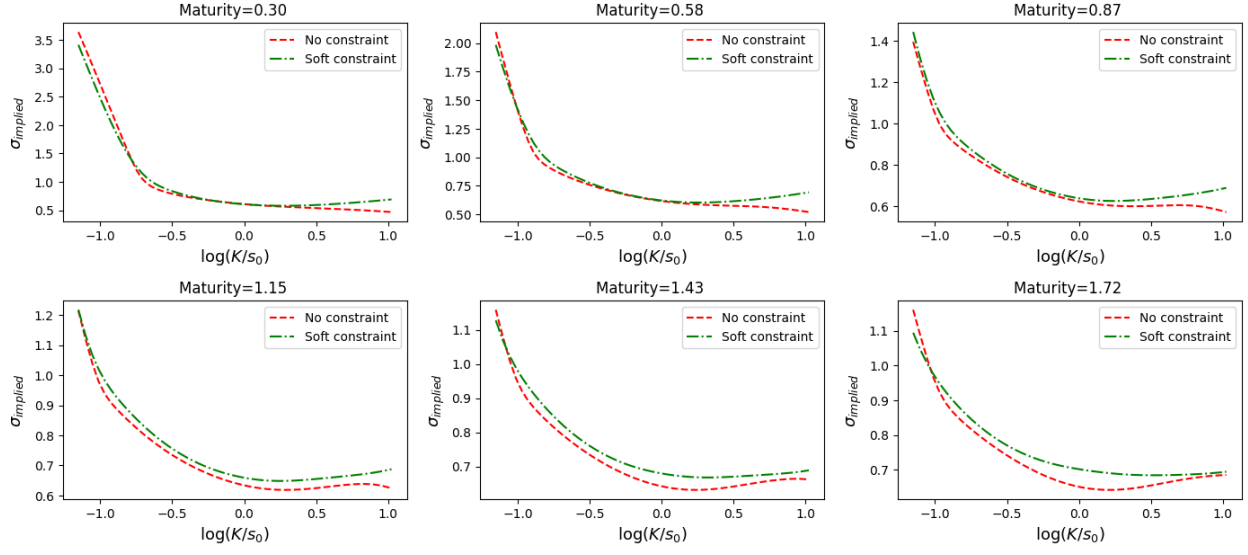 Maturity=0.30
3.5
3.0
2.5
2.0
1.5
1.0
0.5
σimplied
No constraint
Soft constraint
−1.0 −0.5 0.0 0.5 1.0
log(K/s0)
Maturity=0.58
2.00
1.75
1.50
1.25
1.00
0.75
0.50
σimplied
No constraint
Soft constraint
−1.0 −0.5 0.0 0.5 1.0
log(K/s0)
Maturity=0.87
1.4
1.2
1.0
0.8
0.6
σimplied
No constraint
Soft constraint
−1.0 −0.5 0.0 0.5 1.0
log(K/s0)
Maturity=1.15
1.2
1.1
1.0
0.9
0.8
0.7
0.6
σimplied
No constraint
Soft constraint
−1.0 −0.5 0.0 0.5 1.0
log(K/s0)
Maturity=1.43
1.1
1.0
0.9
0.8
0.7
σimplied
No constraint
Soft constraint
−1.0 −0.5 0.0 0.5 1.0
log(K/s0)
Maturity=1.72
1.1
1.0
0.9
0.8
0.7
σimplied
No constraint
Soft constraint
−1.0 −0.5 0.0 0.5 1.0
log(K/s0)